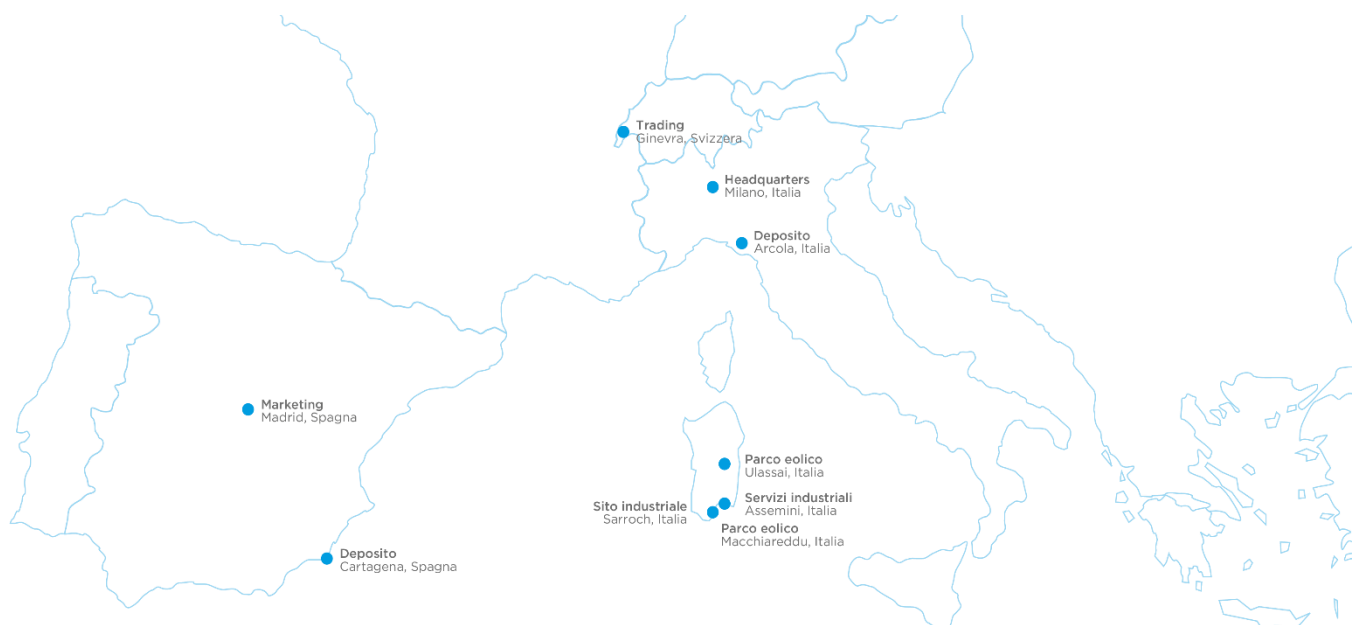 Trading
Ginevra, Svizzera
Headquarters
Milano, Italia
Deposito
Arcola, Italia
Marketing
Madrid, Spagna
Parco eolico
Ulassai, Italia
Servizi industriali
Assemini, Italia
Sito industriale
Sarroch, Italia
Parco eolico
Macchiareddu, Italia
Deposito
Cartagena, Spagna